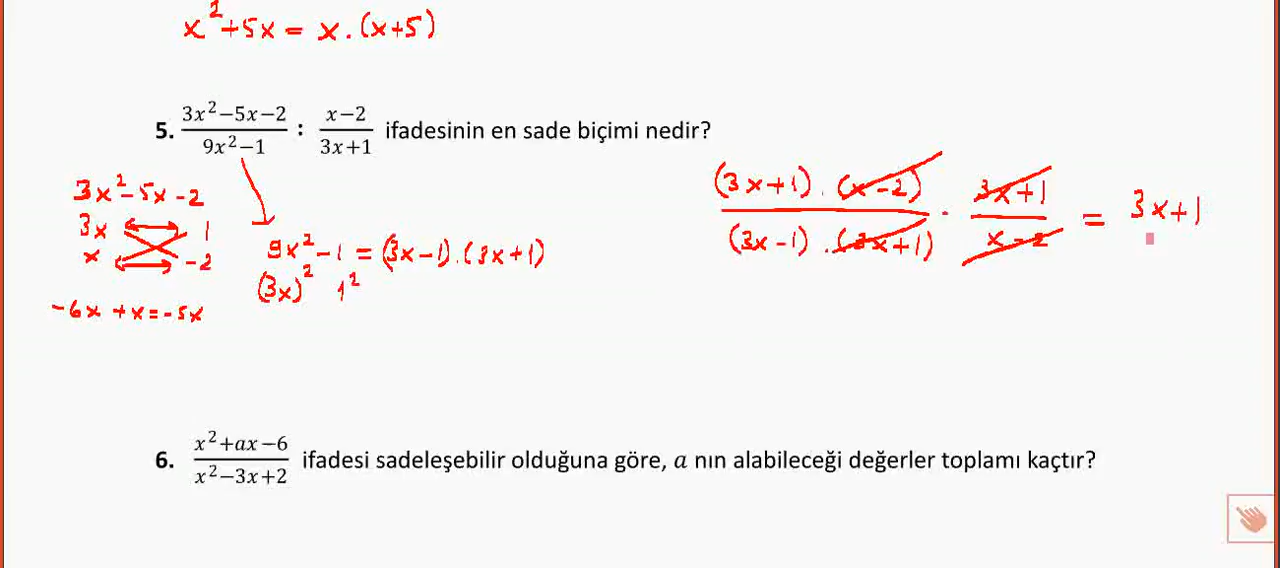 x²+5x = x.(x+5)
5. (3x²−5x−2)/(9x²−1) : (x−2)/(3x+1) ifadesinin en sade biçimi nedir?
3x²-5x-2
3x 1
x -2
-6x +x=-5x
9x²-1 = (3x-1).(3x+1)
(3x)² 1²
((3x+1).(x-2))/((3x-1).(3x+1)) . (3x+1)/(x-2) = 3x+1
6. (x²+ax−6)/(x²−3x+2) ifadesi sadeleşebilir olduğuna göre, a nın alabileceği değerler toplamı kaçtır?